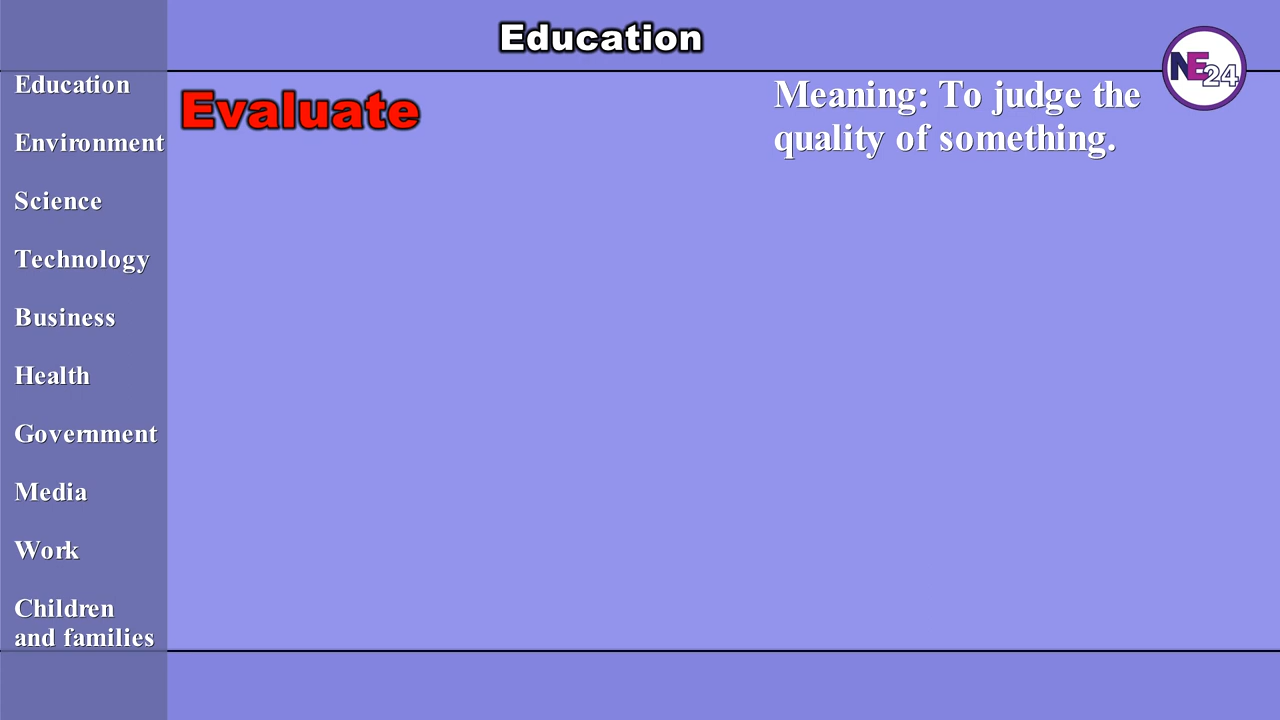 Education
NE24
Education
Environment
Science
Technology
Business
Health
Government
Media
Work
Children
and families
Evaluate
Meaning: To judge the
quality of something.